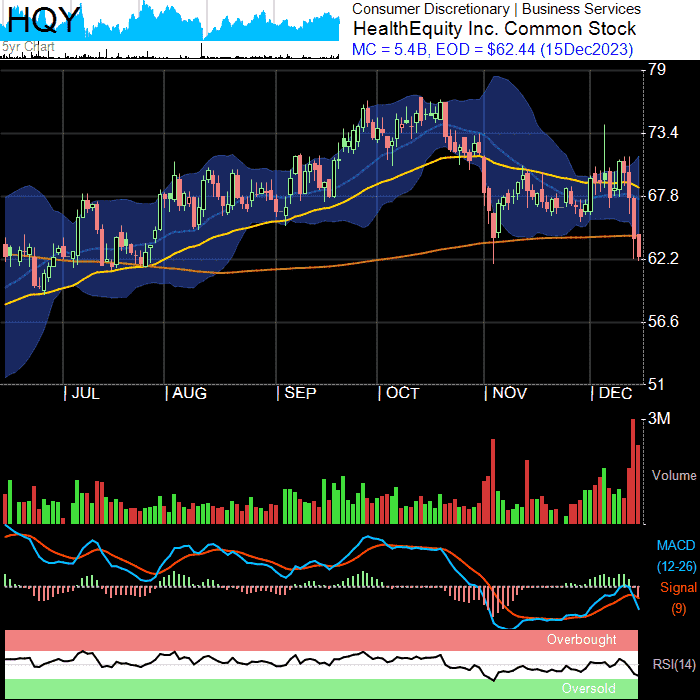 HQY
5yr Chart
Consumer Discretionary | Business Services
HealthEquity Inc. Common Stock
MC = 5.4B, EOD = $62.44 (15Dec2023)
79
73.4
67.8
62.2
56.6
51
| JUL
| AUG
| SEP
| OCT
| NOV
| DEC
3M
Volume
MACD
(12-26)
Signal
(9)
Overbought
RSI(14)
Oversold